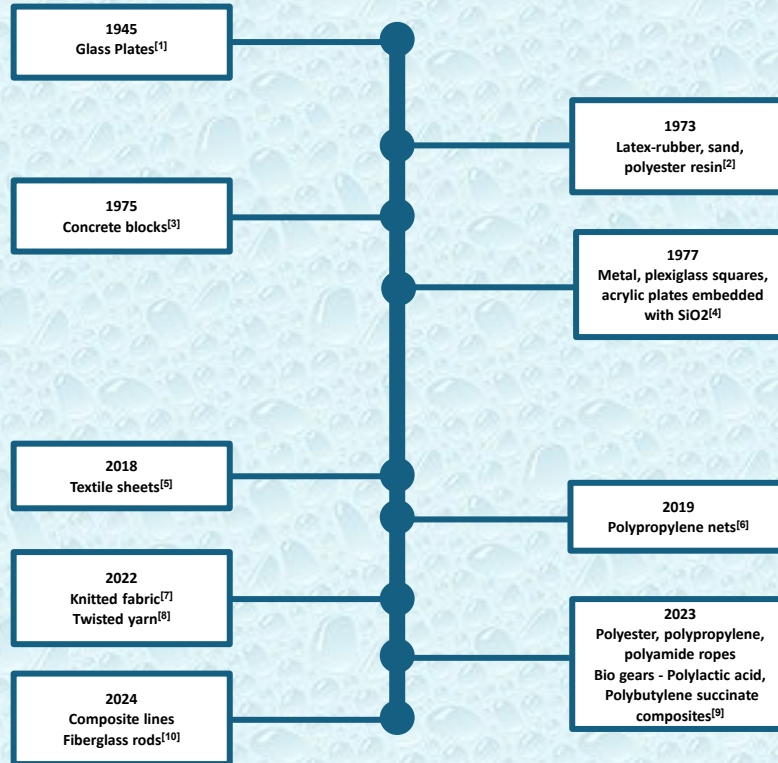 1945
Glass Plates[1]
1973
Latex-rubber, sand,
polyester resin[2]
1975
Concrete blocks[3]
1977
Metal, plexiglass squares,
acrylic plates embedded
with SiO2[4]
2018
Textile sheets[5]
2019
Polypropylene nets[6]
2022
Knitted fabric[7]
Twisted yarn[8]
2023
Polyester, polypropylene,
polyamide ropes
Bio gears - Polylactic acid,
Polybutylene succinate
composites[9]
2024
Composite lines
Fiberglass rods[10]